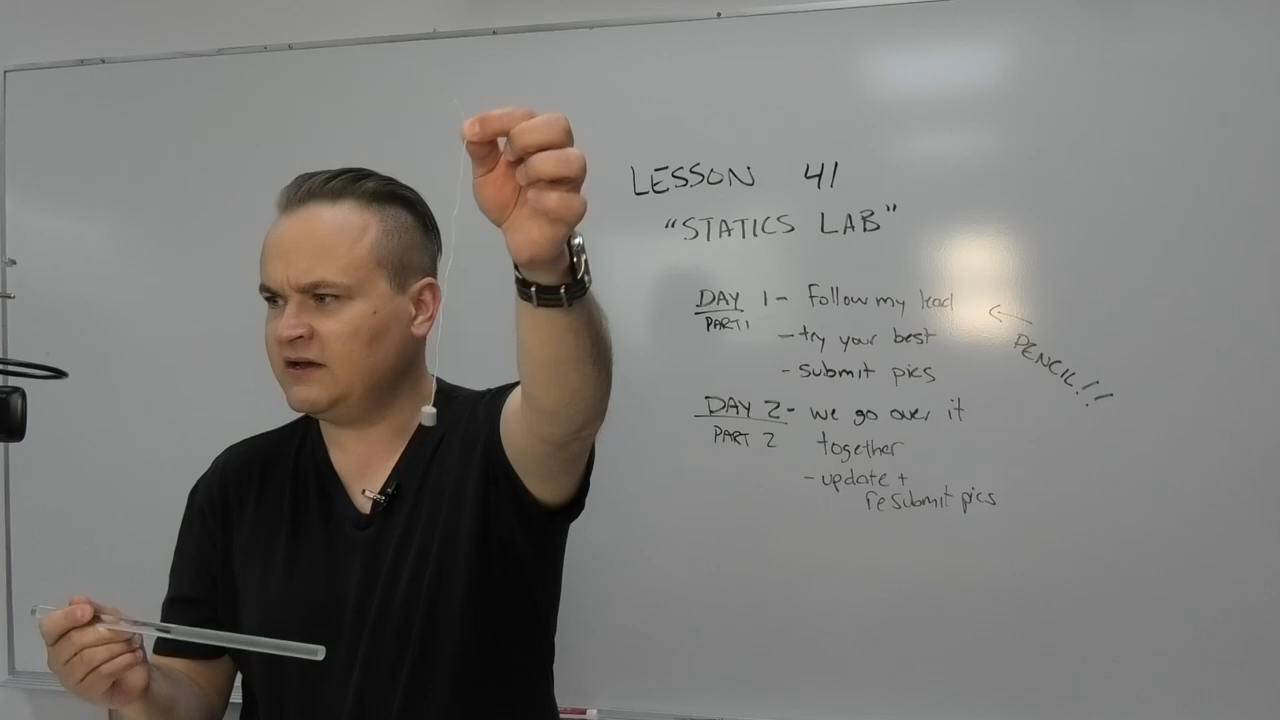 LESSON 41
"STATICS LAB"
DAY 1- Follow my lead
PART 1
- try your best
- submit pics
← PENCIL!!
DAY 2- we go over it
PART 2 together
- update +
resubmit pics